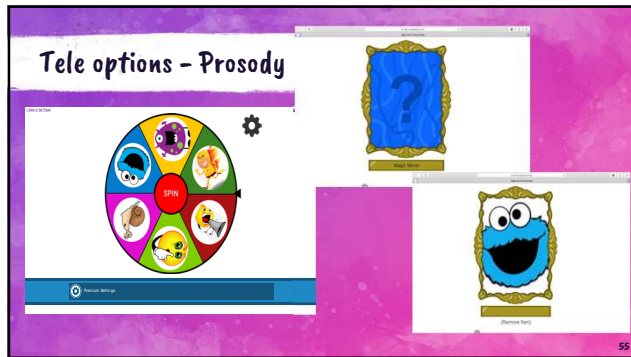 Tele options - Prosody
SPIN
Premium Settings
Magic Mirror
(Remove Item)
55